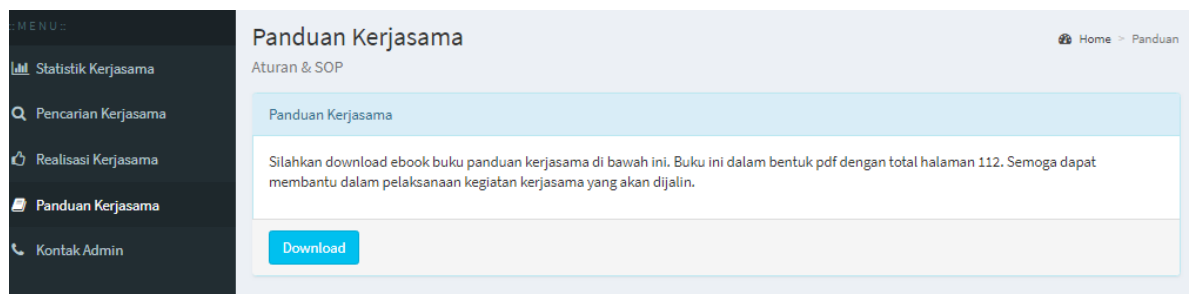 ::MENU::
Statistik Kerjasama
Pencarian Kerjasama
Realisasi Kerjasama
Panduan Kerjasama
Kontak Admin
Panduan Kerjasama
Home > Panduan
Aturan & SOP
Panduan Kerjasama
Silahkan download ebook buku panduan kerjasama di bawah ini. Buku ini dalam bentuk pdf dengan total halaman 112. Semoga dapat
membantu dalam pelaksanaan kegiatan kerjasama yang akan dijalin.
Download